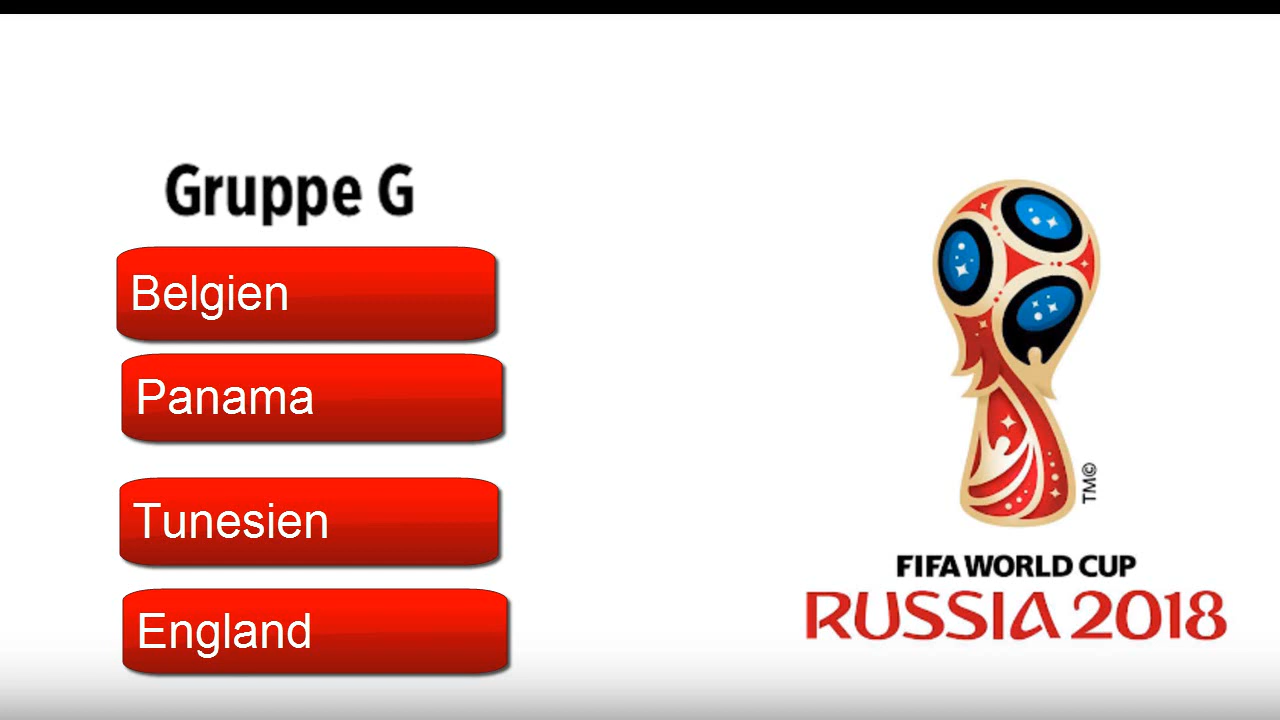 Gruppe G
Belgien
Panama
Tunesien
England
TM©
FIFA WORLD CUP
RUSSIA 2018